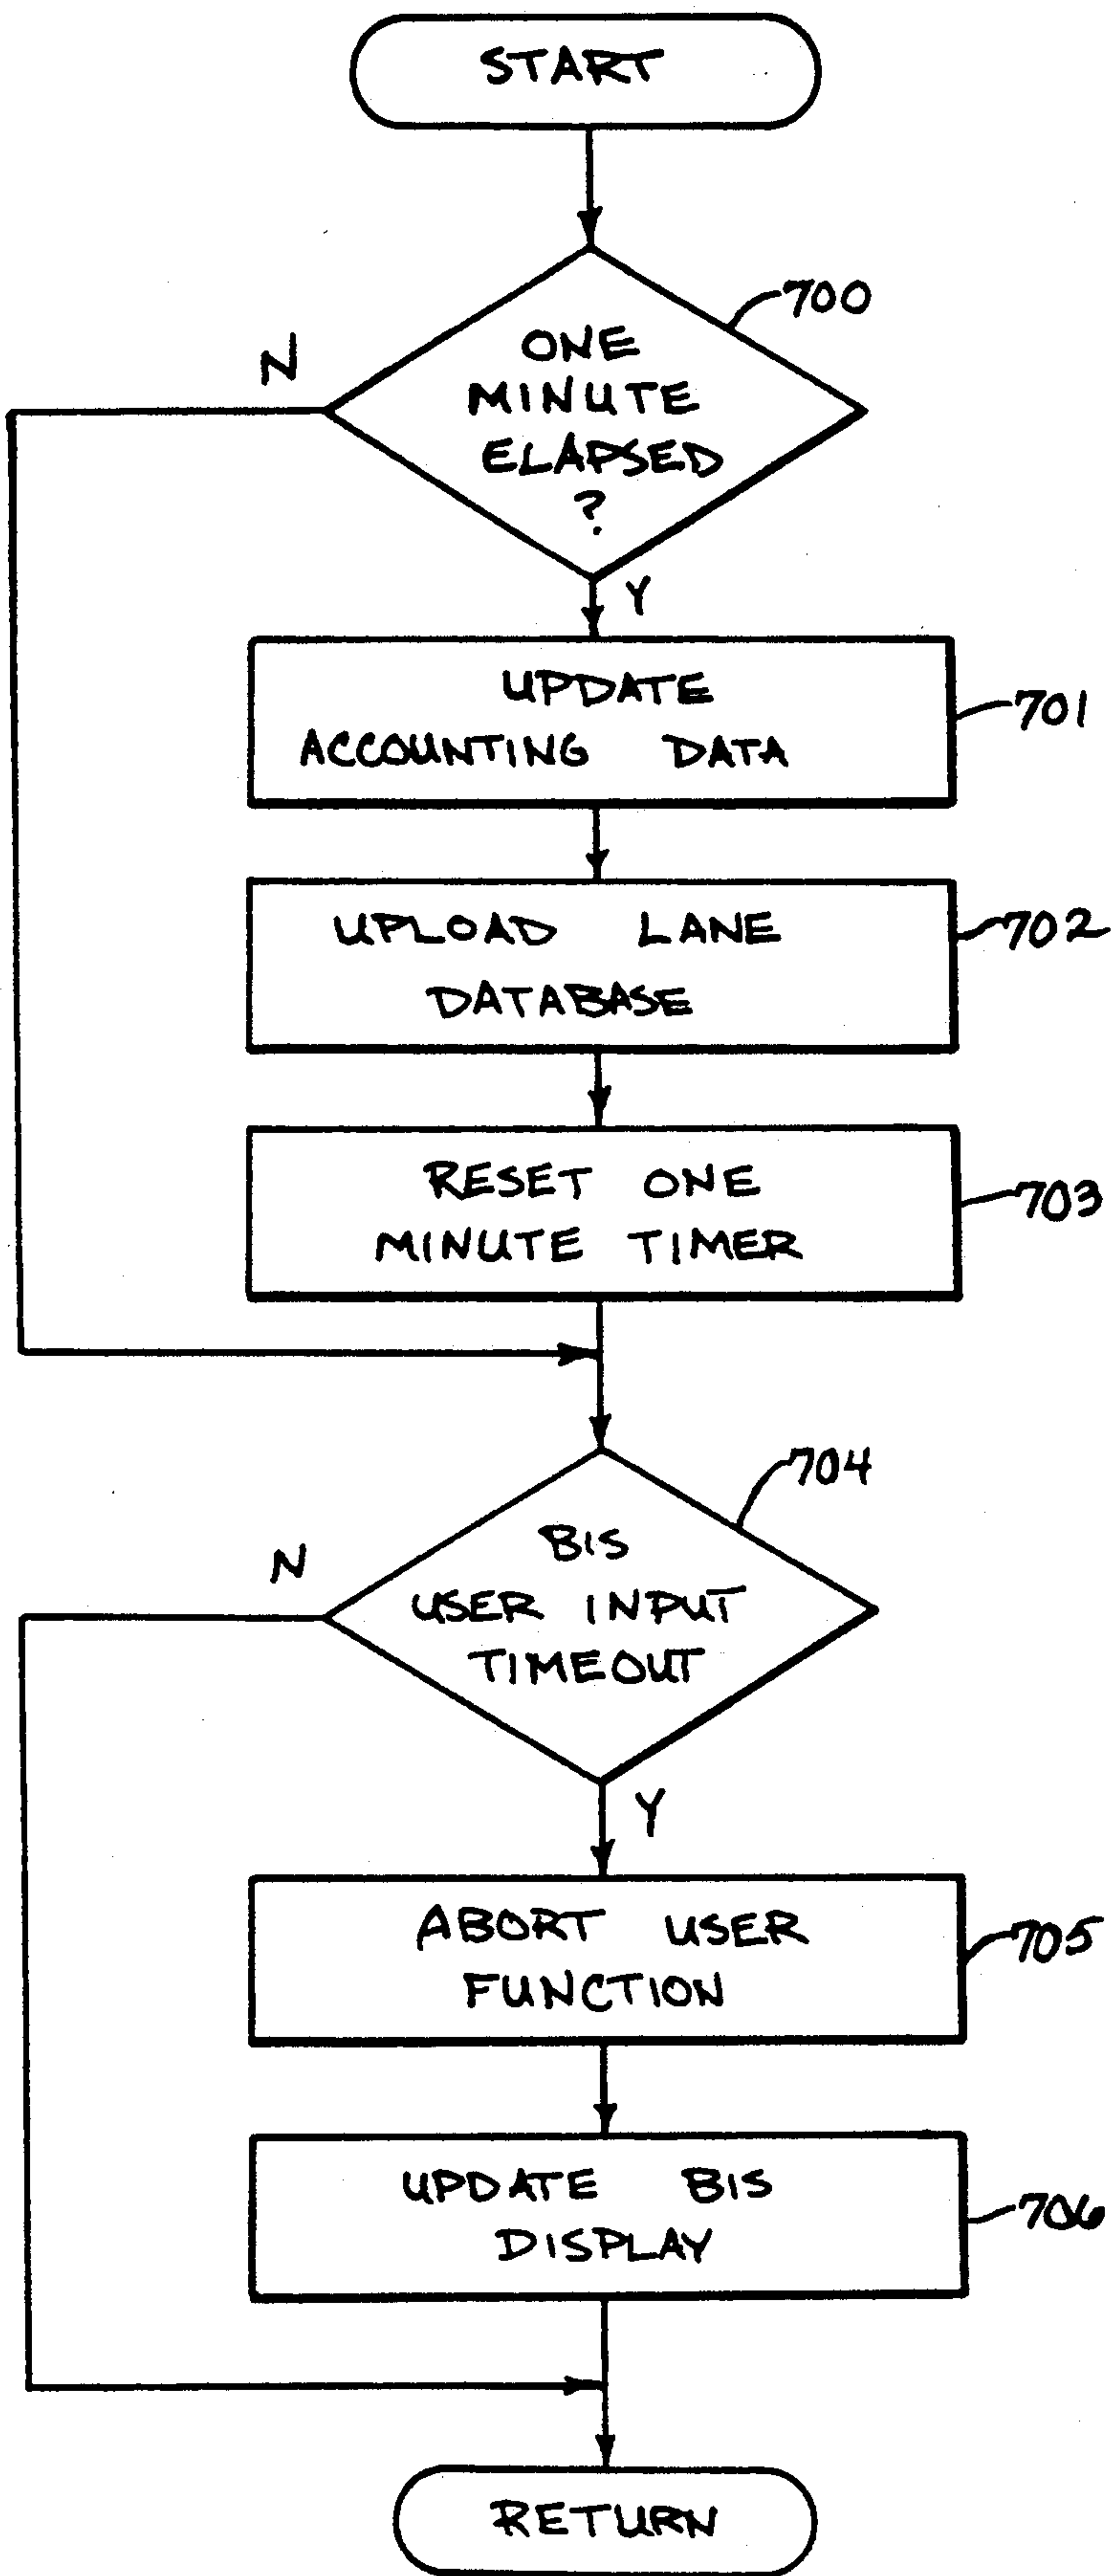 START
700
N
ONE
MINUTE
ELAPSED
?
Y
UPDATE
ACCOUNTING DATA
701
UPLOAD LANE
DATABASE
702
RESET ONE
MINUTE TIMER
703
704
N
BIS
USER INPUT
TIMEOUT
Y
ABORT USER
FUNCTION
705
UPDATE BIS
DISPLAY
706
RETURN